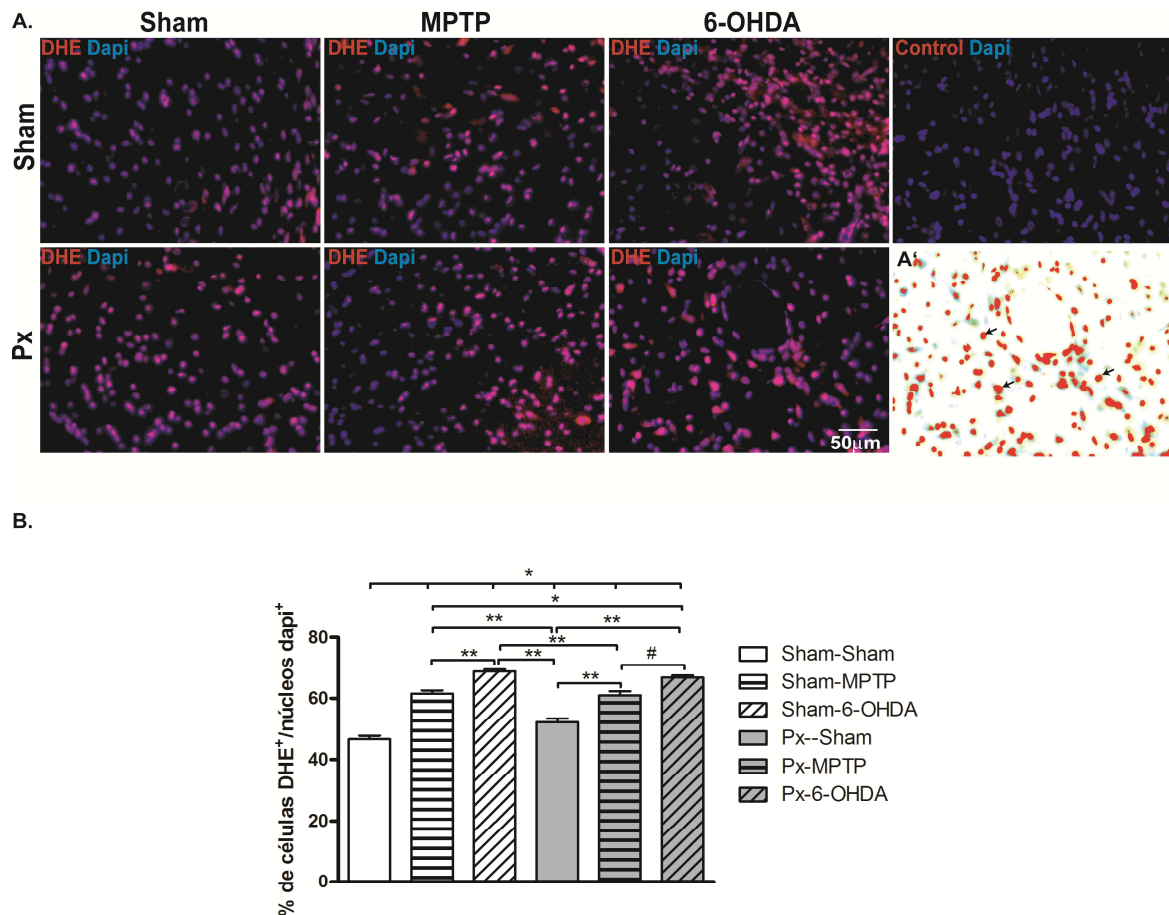 A.
Sham
MPTP
6-OHDA
Sham
DHE Dapi
DHE Dapi
DHE Dapi
Control Dapi
Px
DHE Dapi
DHE Dapi
DHE Dapi
50µm
A'
B.
% de células DHE⁺/núcleos dapi⁺
80
60
40
20
0
*
*
**
**
**
**
**
**
#
Sham-Sham
Sham-MPTP
Sham-6-OHDA
Px--Sham
Px-MPTP
Px-6-OHDA